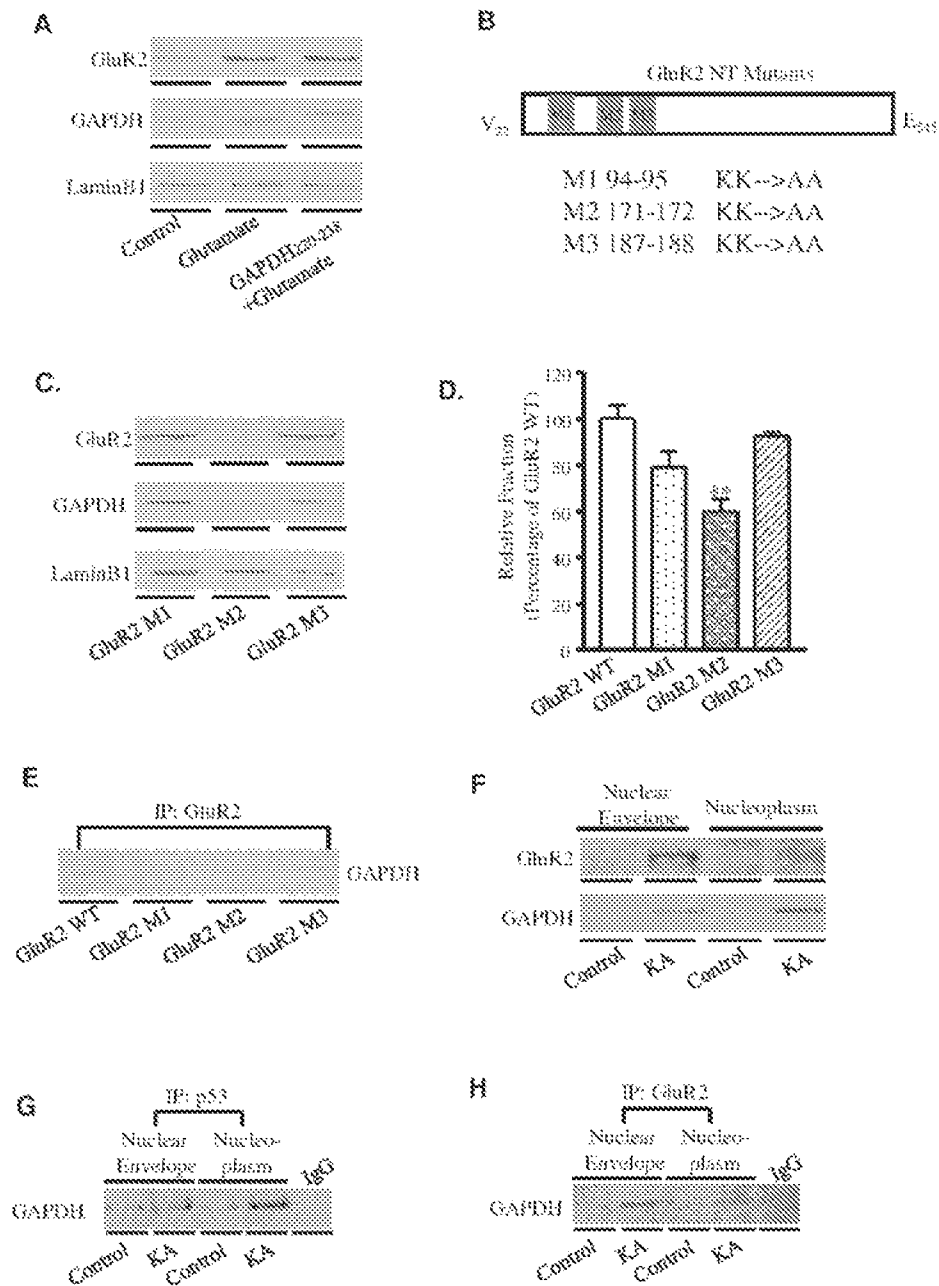 A
GluR2
GAPDH
LaminB1
Control
Glutamate
+Glutamate
B
GluR2 NT Mutants
M1 94-95 KK-->AA
M2 171-172 KK-->AA
M3 187-188 KK-->AA
C.
GluR2
GAPDH
LaminB1
GluR2 M1
GluR2 M2
GluR2 M3
D.
Relative Fraction
(Percentage of GluR2 WT)
120
100
80
60
40
20
0
GluR2 WT
GluR2 M1
GluR2 M2
GluR2 M3
E
IP: GluR2
GAPDH
GluR2 WT
GluR2 M1
GluR2 M2
GluR2 M3
F
Nuclear
Envelope
Nucleoplasm
GluR2
GAPDH
Control
KA
Control
KA
G
IP: p53
Nuclear
Envelope
Nucleo-
plasm
IgG
GAPDH
Control
KA
Control
KA
H
IP: GluR2
Nuclear
Envelope
Nucleo-
plasm
IgG
GAPDH
Control
KA
Control
KA